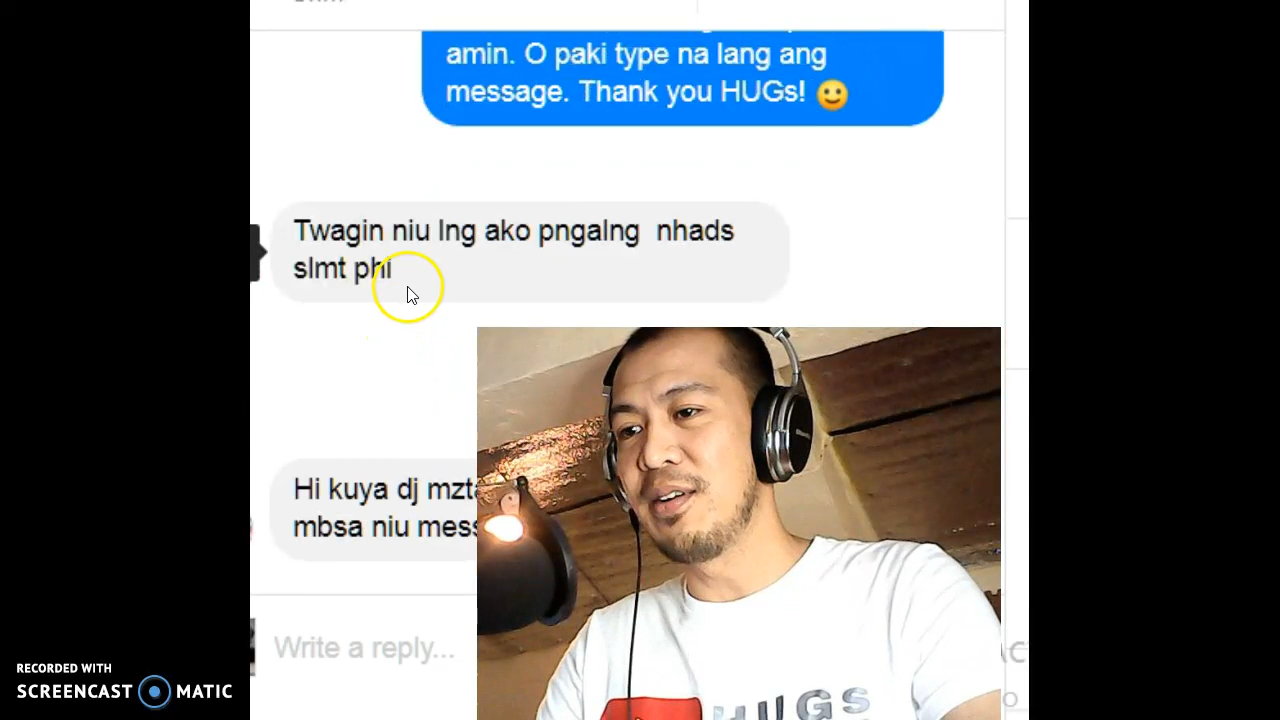 amin. O paki type na lang ang
message. Thank you HUGs! 🙂
Twagin niu lng ako pngalng nhads
slmt phi
Hi kuya dj
mbsa niu
Write a reply...
HUGS
RECORDED WITH
SCREENCAST MATIC